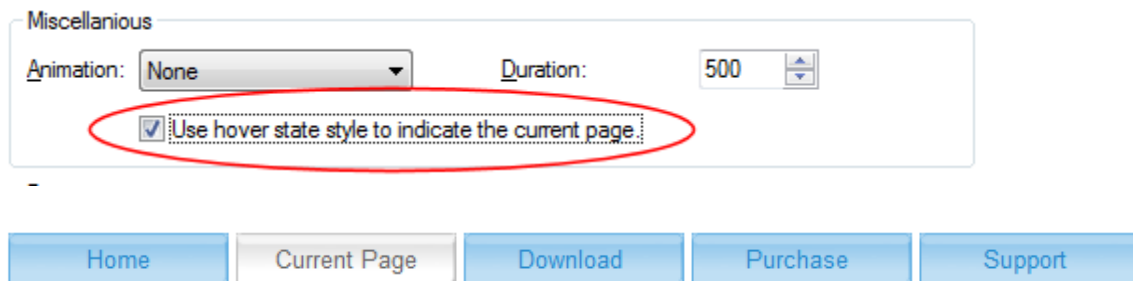 Miscellanious
Animation: None Duration: 500
Use hover state style to indicate the current page.
Home Current Page Download Purchase Support